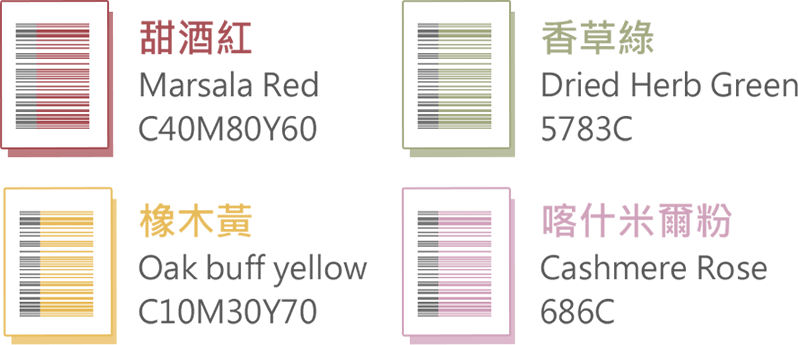 甜酒紅
Marsala Red
C40M80Y60
香草綠
Dried Herb Green
5783C
橡木黃
Oak buff yellow
C10M30Y70
喀什米爾粉
Cashmere Rose
686C